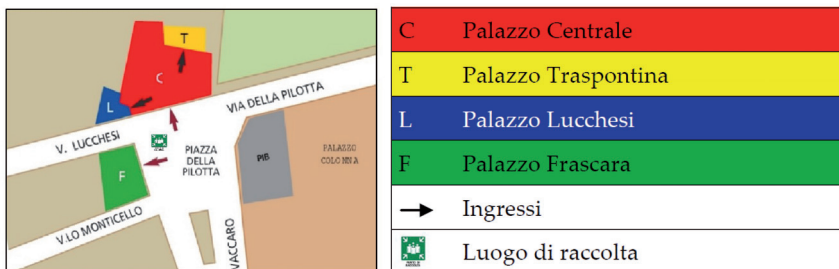 T
C
L
VIA DELLA PILOTTA
V. LUCCHESI
PIAZZA
DELLA
PILOTTA
PIB
PALAZZO
COLONNA
F
V.LO MONTICELLO
VACCARO
C Palazzo Centrale
T Palazzo Traspontina
L Palazzo Lucchesi
F Palazzo Frascara
Ingressi
Luogo di raccolta